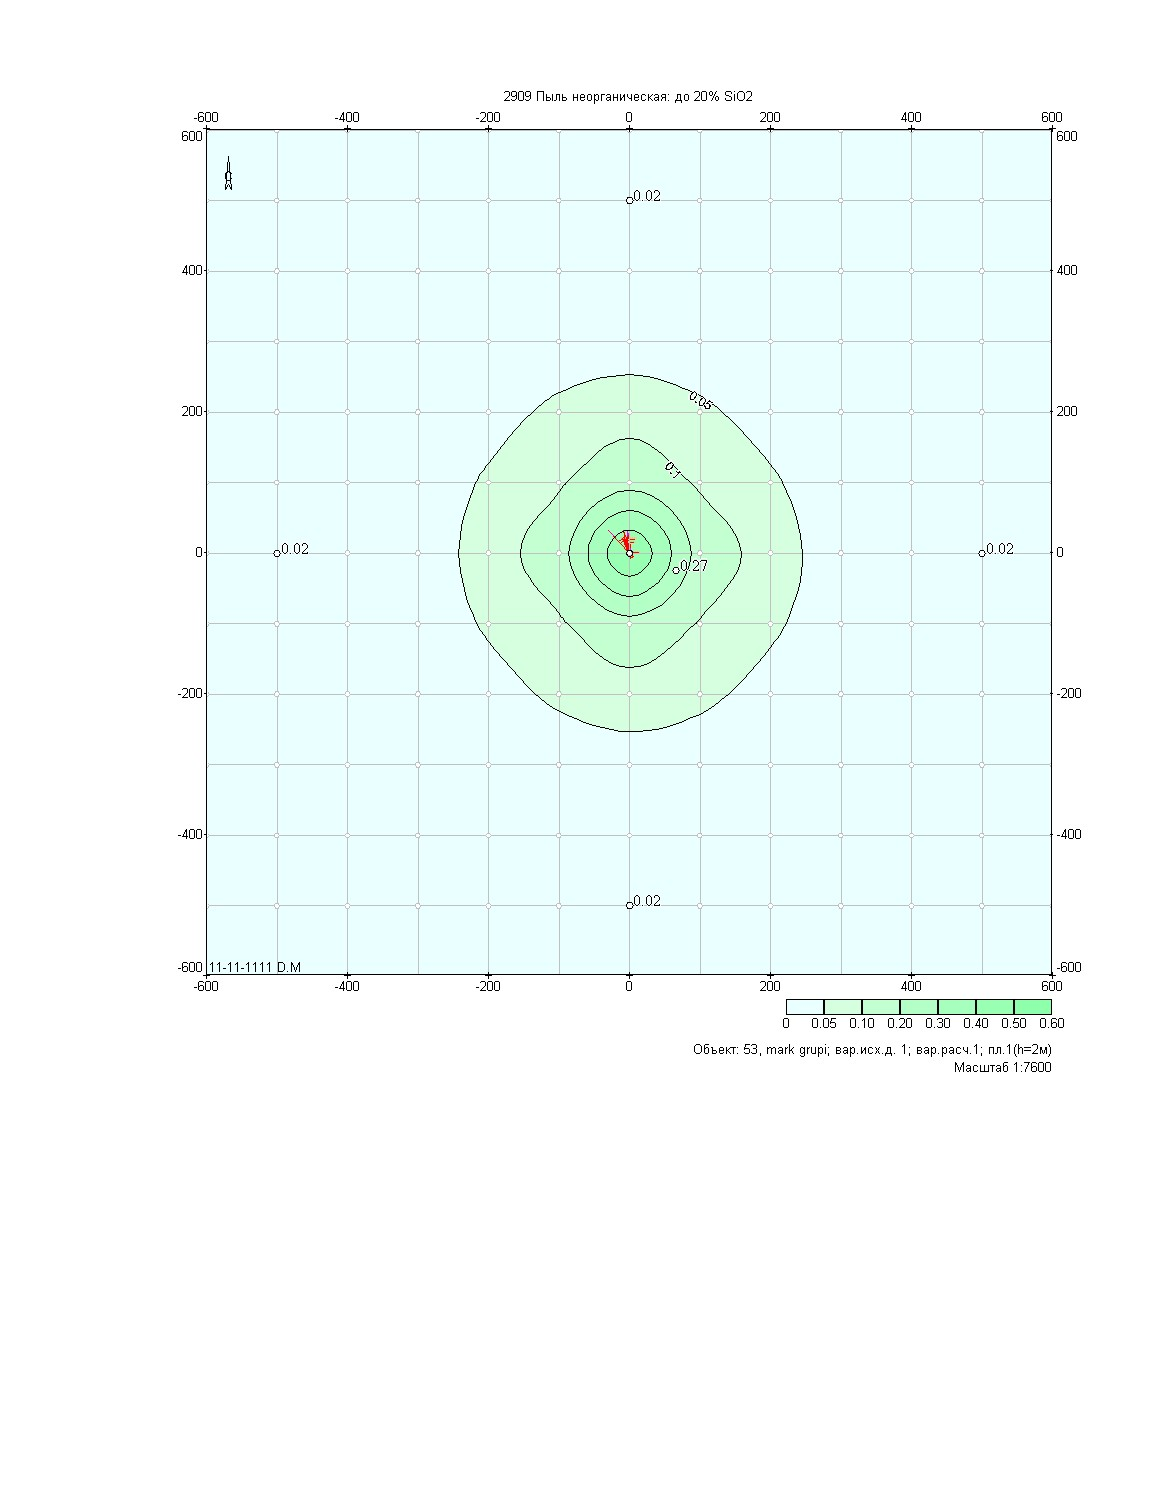 2909 Пыль неорганическая: до 20% SiO2
-600 -400 -200 0 200 400 600
600 600
С
0.02
400 400
0.05
200 200
0.1
0 0.02 0.27 0.02 0
-200 -200
-400 -400
0.02
-600 11-11-1111 D.M -600
-600 -400 -200 0 200 400 600
0 0.05 0.10 0.20 0.30 0.40 0.50 0.60
Объект: 53, mark grupi; вар.исх.д. 1; вар.расч.1; пл.1(h=2м)
Масштаб 1:7600